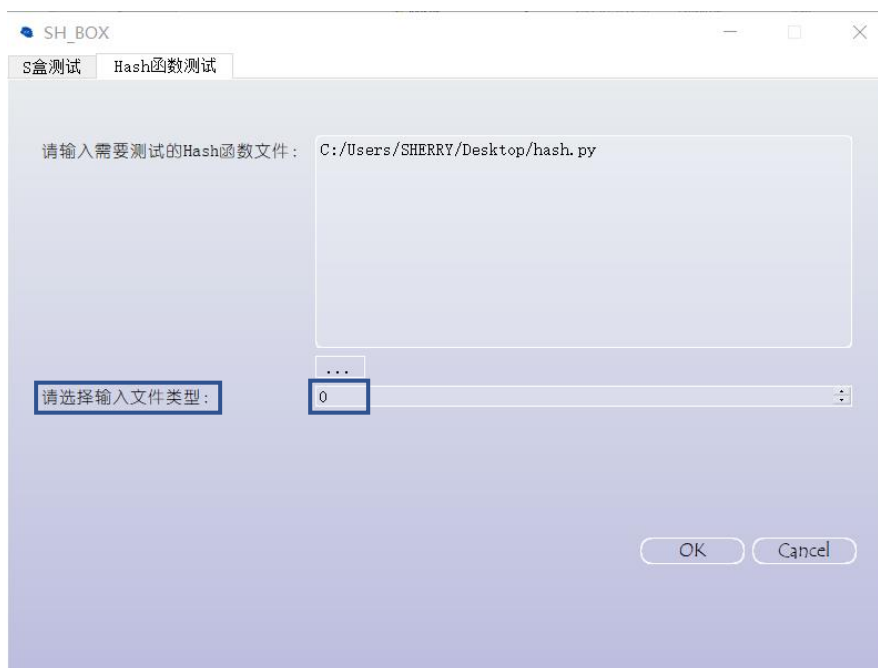 SH_BOX
S盒测试 Hash函数测试
请输入需要测试的Hash函数文件: C:/Users/SHERRY/Desktop/hash.py
...
请选择输入文件类型: 0
OK Cancel